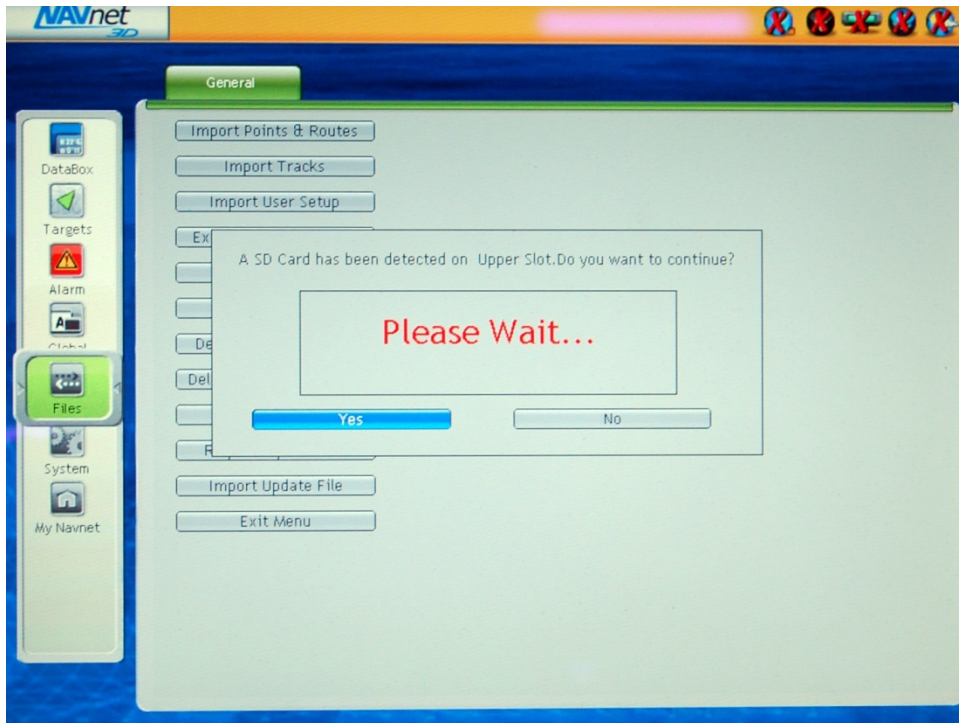 NAVnet
3D
General
Import Points & Routes
DataBox
Import Tracks
Import User Setup
Targets
Ex
A SD Card has been detected on Upper Slot.Do you want to continue?
Alarm
Please Wait...
De
Global
Del
Files
Yes
No
R
System
Import Update File
My Navnet
Exit Menu